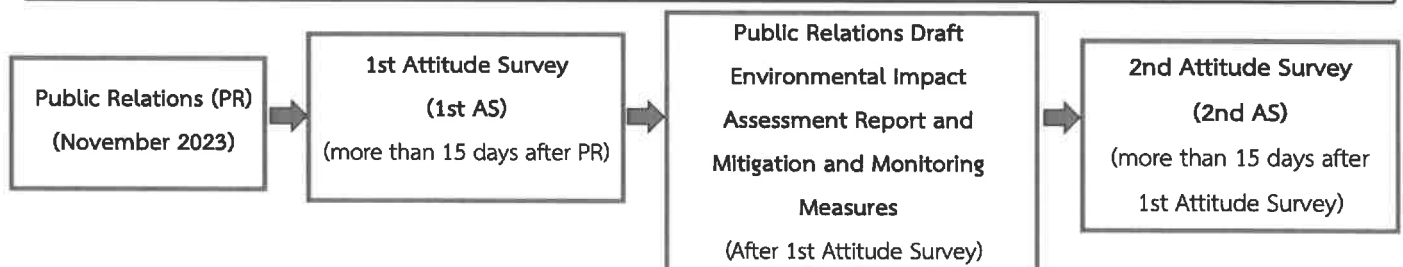 Public Relations (PR)
(November 2023)
1st Attitude Survey
(1st AS)
(more than 15 days after PR)
Public Relations Draft
Environmental Impact
Assessment Report and
Mitigation and Monitoring
Measures
(After 1st Attitude Survey)
2nd Attitude Survey
(2nd AS)
(more than 15 days after
1st Attitude Survey)